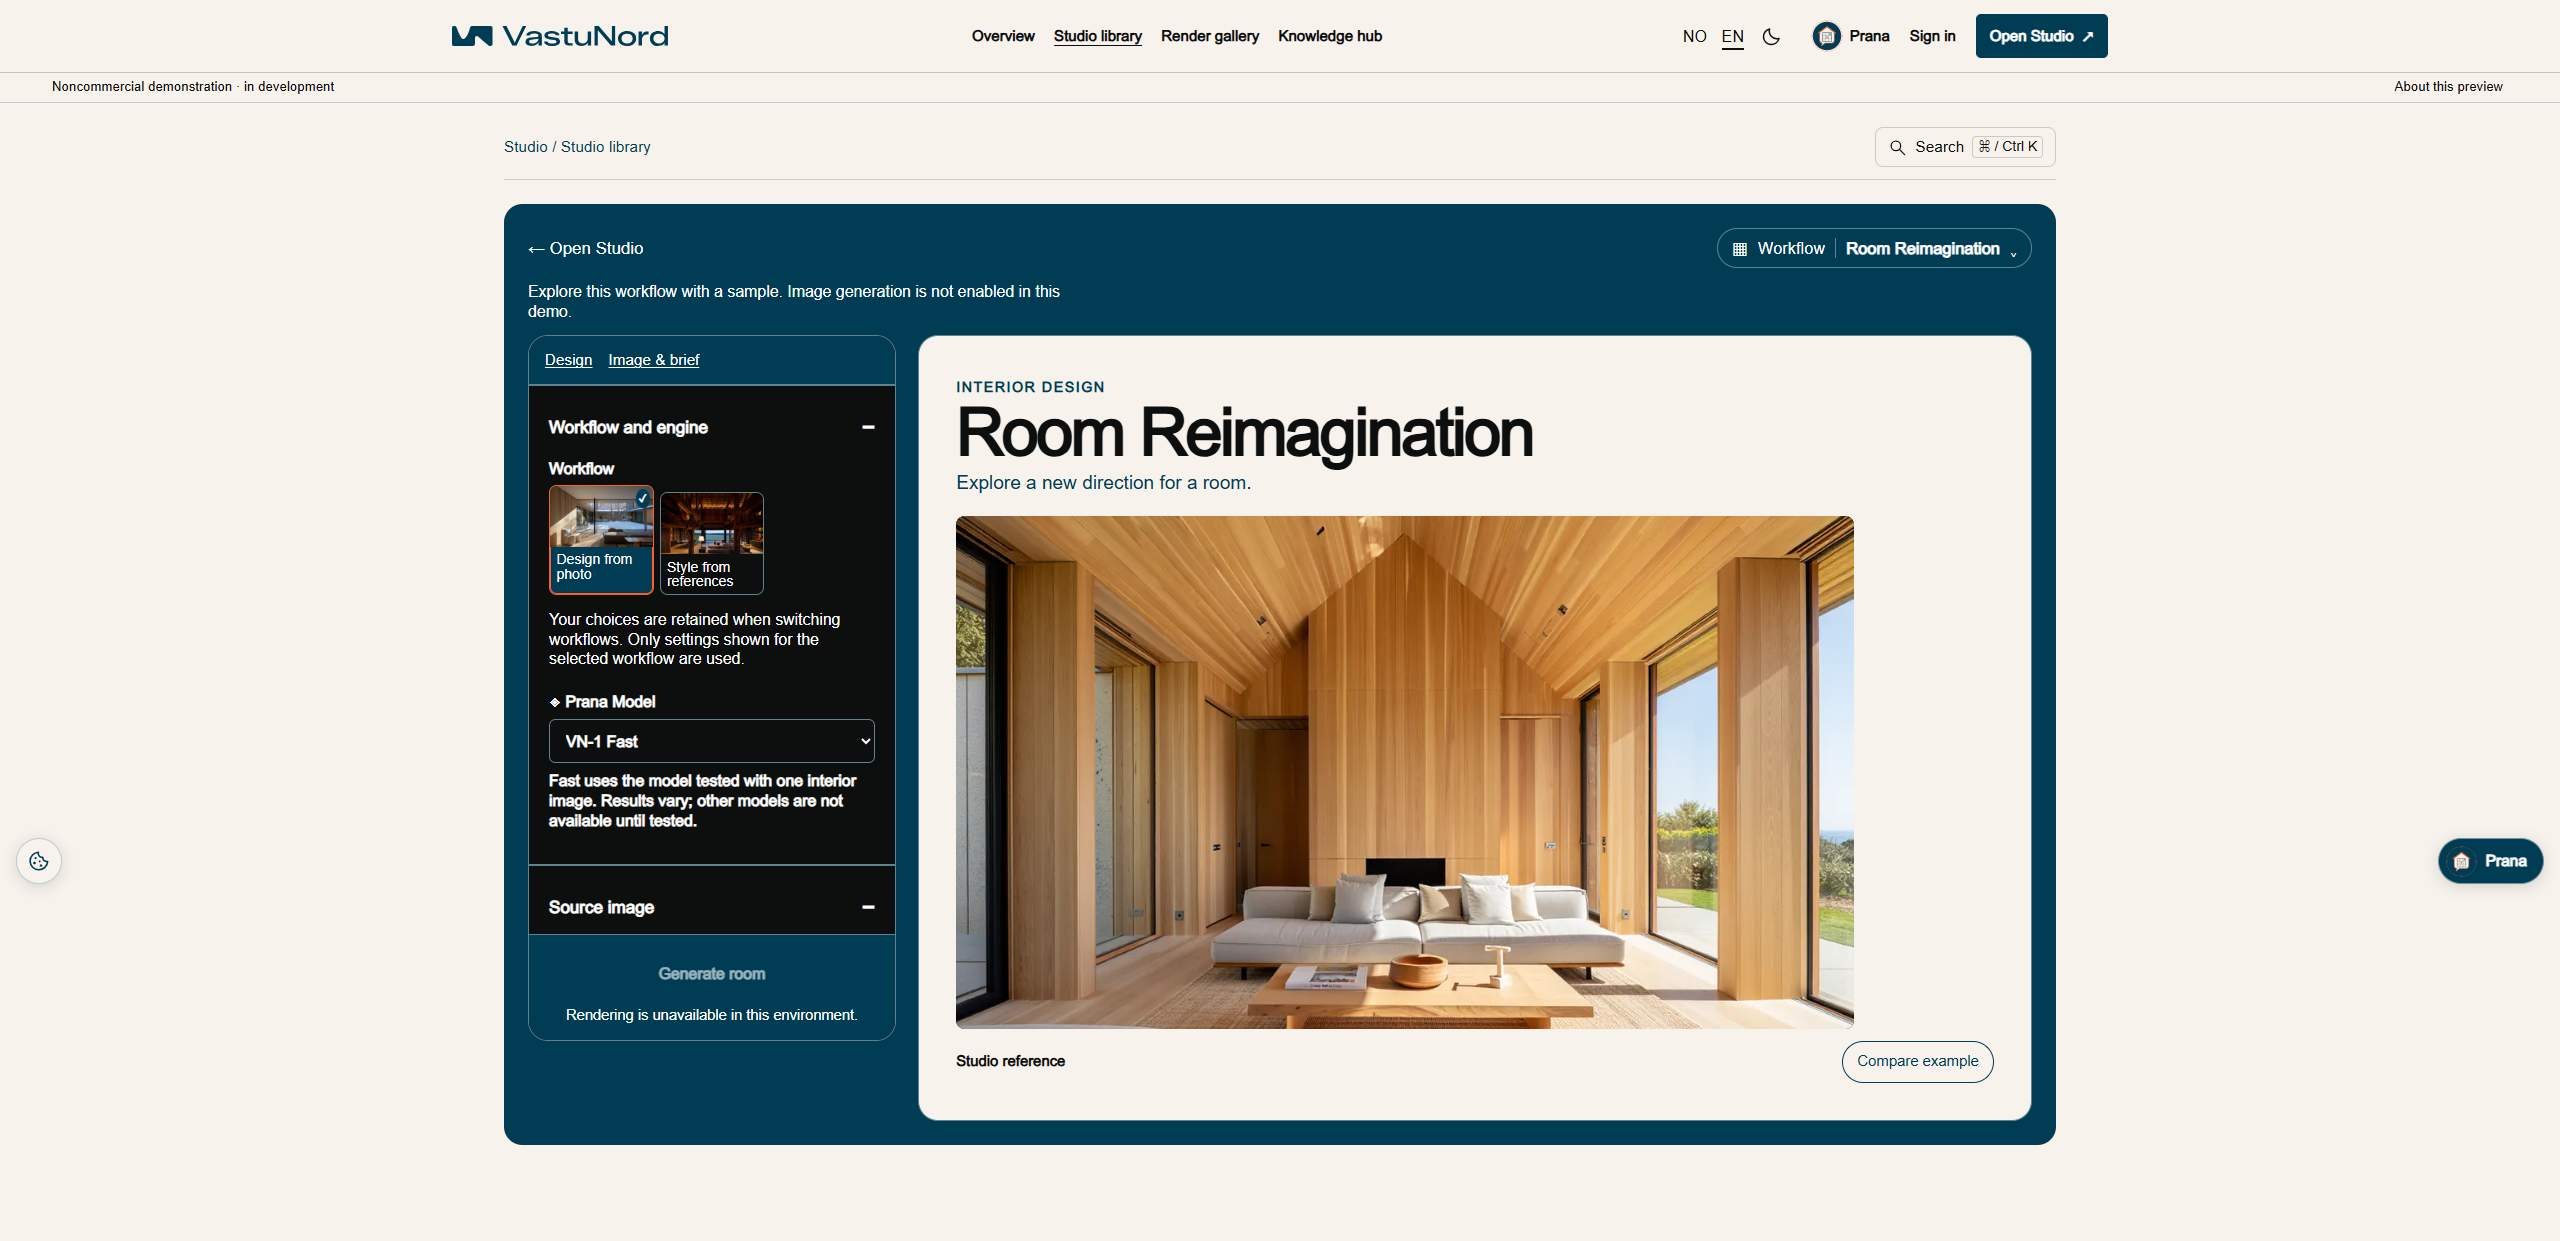 VastuNord
Overview Studio library Render gallery Knowledge hub
NO EN Prana Sign in Open Studio ↗
Noncommercial demonstration · in development
About this preview
Studio / Studio library
Search ⌘ / Ctrl K
← Open Studio
Workflow Room Reimagination
Explore this workflow with a sample. Image generation is not enabled in this
demo.
Design Image & brief
Workflow and engine
Workflow
Design from
photo
Style from
references
Your choices are retained when switching
workflows. Only settings shown for the
selected workflow are used.
Prana Model
VN-1 Fast
Fast uses the model tested with one interior
image. Results vary; other models are not
available until tested.
Source image
Generate room
Rendering is unavailable in this environment.
INTERIOR DESIGN
Room Reimagination
Explore a new direction for a room.
Studio reference
Compare example
Prana